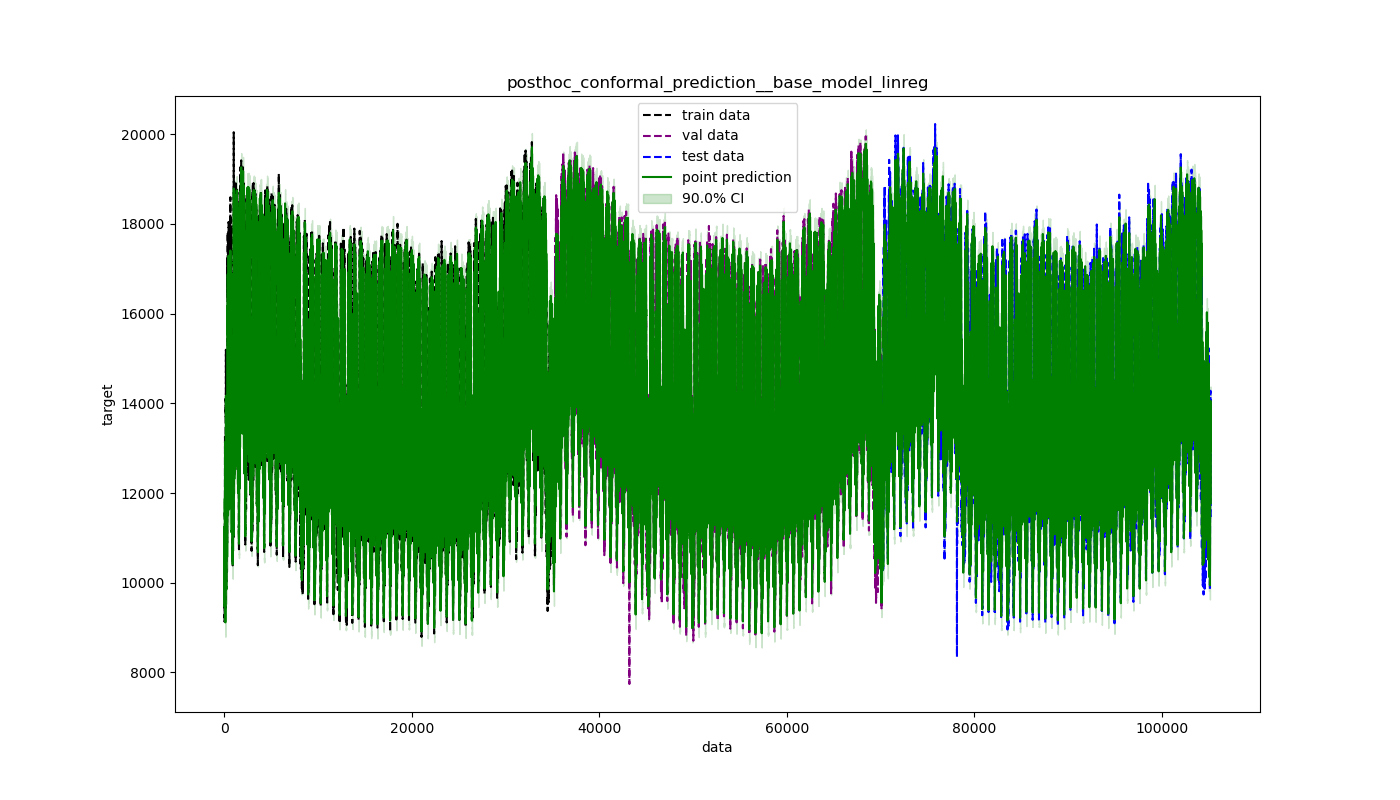 posthoc_conformal_prediction__base_model_linreg
train data
val data
test data
point prediction
90.0% CI
20000
18000
16000
14000
12000
10000
8000
target
0
20000
40000
60000
80000
100000
data